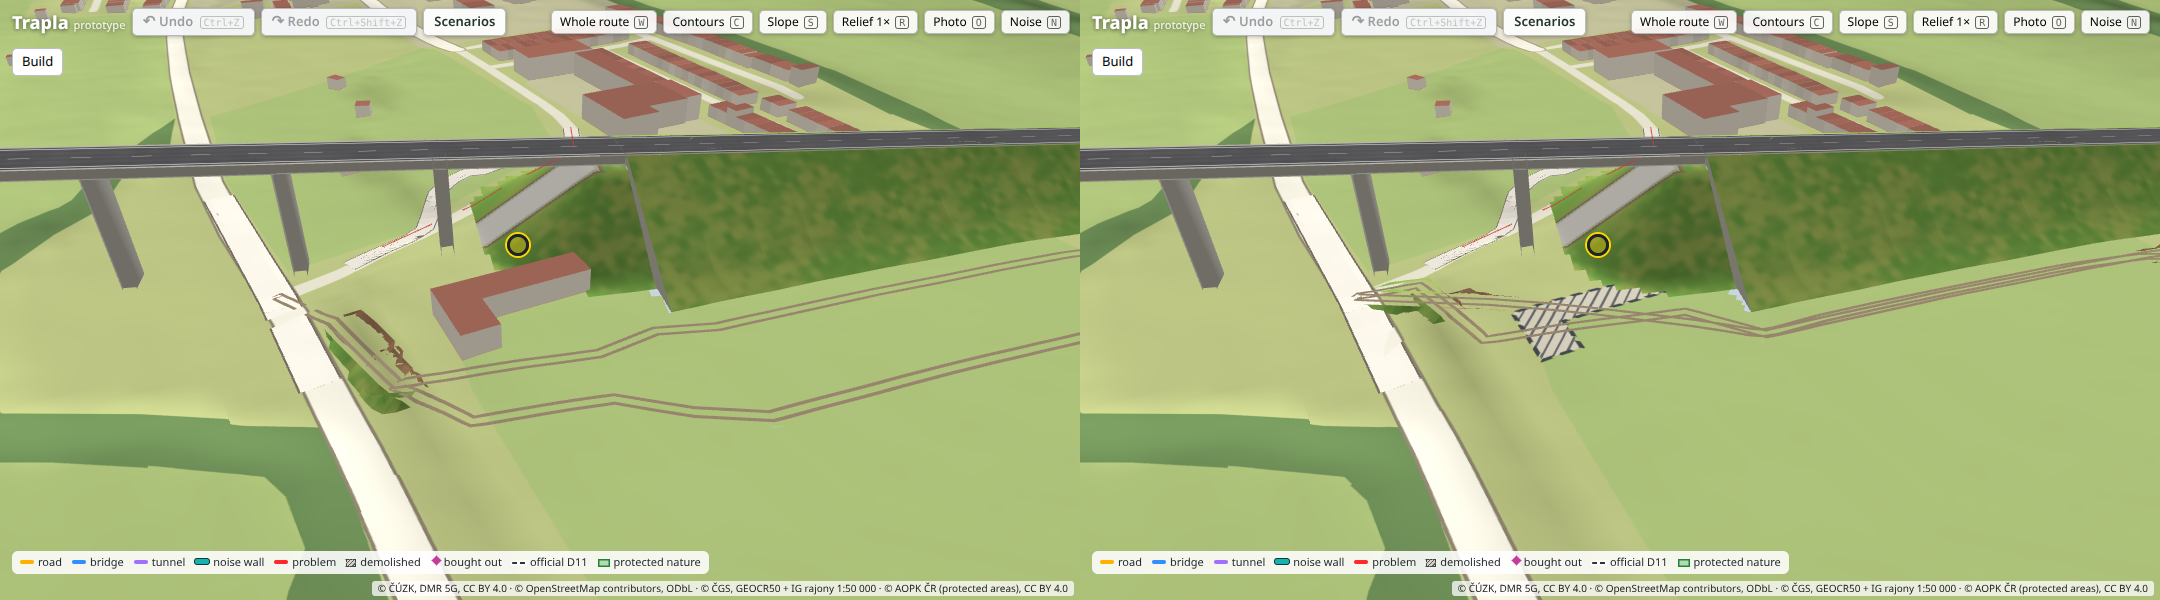 Trapla prototype ↶ Undo Ctrl+Z ↷ Redo Ctrl+Shift+Z Scenarios Whole route W Contours C Slope S Relief 1× R Photo O Noise N
Build
road bridge tunnel noise wall problem demolished bought out official D11 protected nature
© ČÚZK, DMR 5G, CC BY 4.0 · © OpenStreetMap contributors, ODbL · © ČGS, GEOCR50 + IG rajony 1:50 000 · © AOPK ČR (protected areas), CC BY 4.0
Trapla prototype ↶ Undo Ctrl+Z ↷ Redo Ctrl+Shift+Z Scenarios Whole route W Contours C Slope S Relief 1× R Photo O Noise N
Build
road bridge tunnel noise wall problem demolished bought out official D11 protected nature
© ČÚZK, DMR 5G, CC BY 4.0 · © OpenStreetMap contributors, ODbL · © ČGS, GEOCR50 + IG rajony 1:50 000 · © AOPK ČR (protected areas), CC BY 4.0